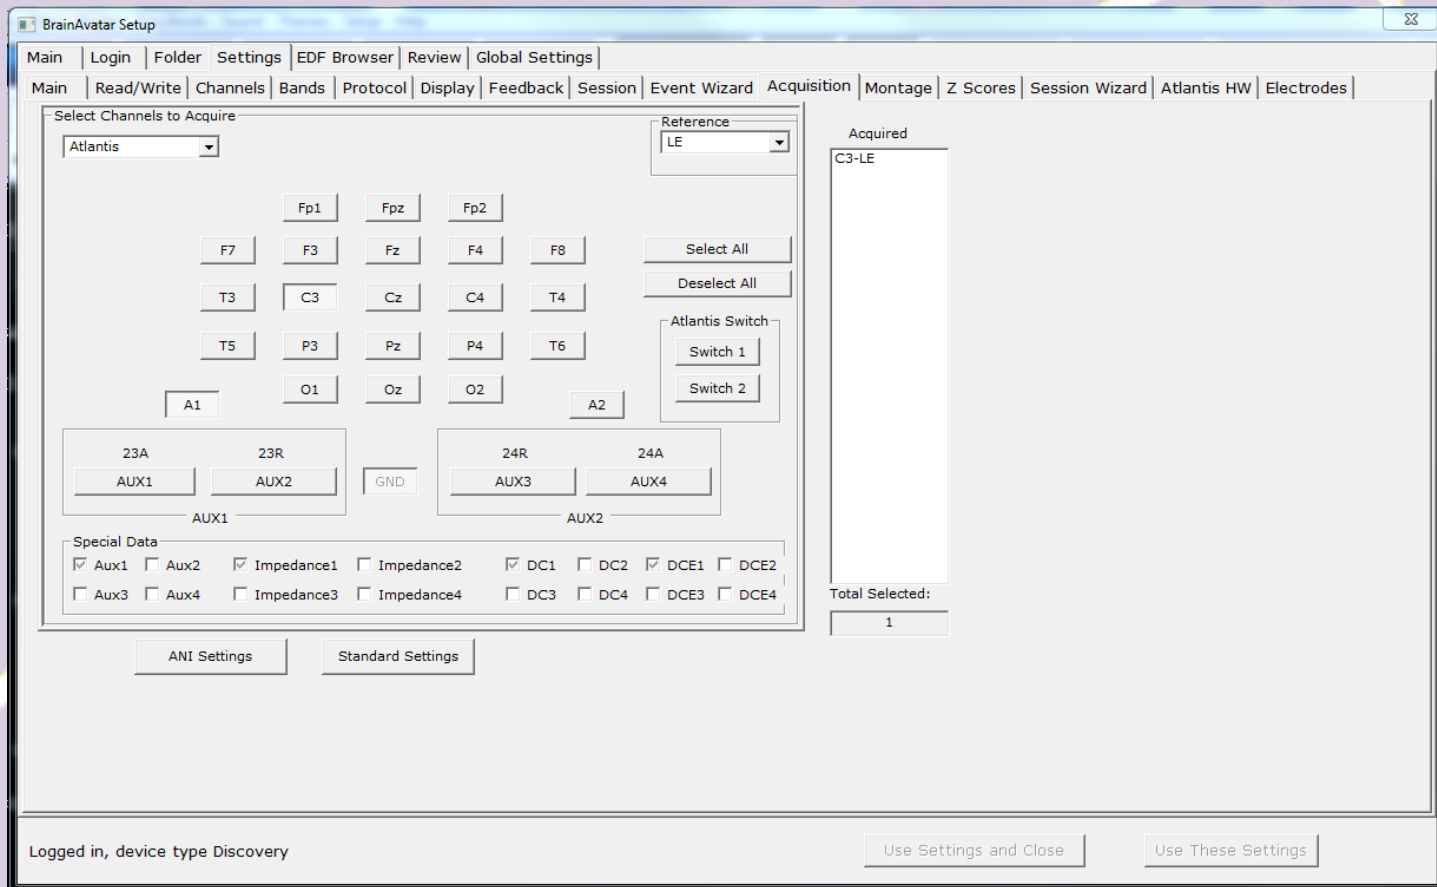 BrainAvatar Setup
Main Login Folder Settings EDF Browser Review Global Settings
Main Read/Write Channels Bands Protocol Display Feedback Session Event Wizard Acquisition Montage Z Scores Session Wizard Atlantis HW Electrodes
Select Channels to Acquire
Atlantis
Reference
LE
Fp1 Fpz Fp2
F7 F3 Fz F4 F8
T3 C3 Cz C4 T4
T5 P3 Pz P4 T6
O1 Oz O2
A1 A2
Select All
Deselect All
Atlantis Switch
Switch 1
Switch 2
23A 23R 24R 24A
AUX1 AUX2 GND AUX3 AUX4
AUX1 AUX2
Special Data
Aux1 Aux2 Impedance1 Impedance2 DC1 DC2 DCE1 DCE2
Aux3 Aux4 Impedance3 Impedance4 DC3 DC4 DCE3 DCE4
ANI Settings Standard Settings
Acquired
C3-LE
Total Selected:
1
Logged in, device type Discovery
Use Settings and Close Use These Settings